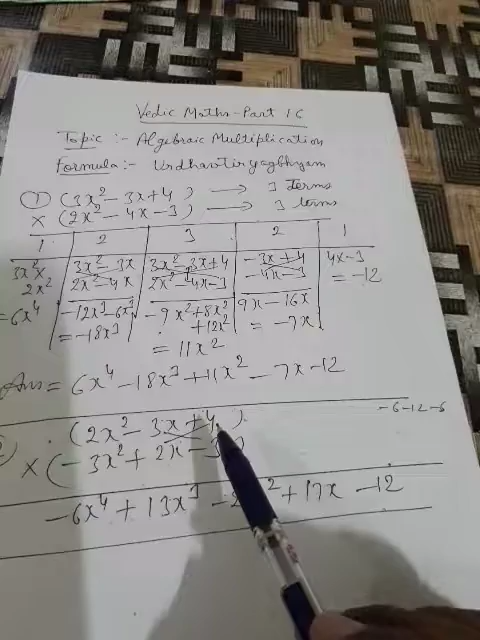 Vedic Maths-Part 16
Topic :- Algebraic Multiplication
Formula:- UrdhavTiryagbhyam
① (3x² - 3x + 4) → 3 terms
× (2x² - 4x - 3) → 3 terms
1 2 3 2 1
3x² × 3x² - 3x 3x² - 3x + 4 - 3x + 4 4x - 3
2x² 2x² - 4x 2x² - 4x - 3 - 4x - 3 = -12
= 6x⁴ - 12x³ - 6x³ - 9x² + 8x² 9x - 16x
= -18x³ + 12x² = -7x
= 11x²
Ans = 6x⁴ - 18x³ + 11x² - 7x - 12
-6-12-6
(2x² - 3x + 4)
× (- 3x² + 2x - 3)
- 6x⁴ + 13x³ - ² + 17x - 12